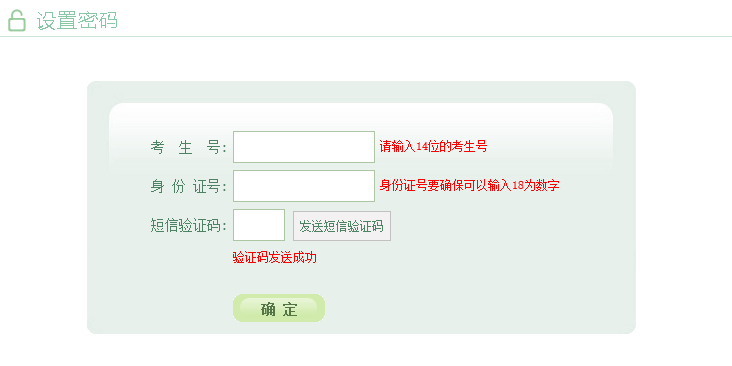 设置密码
考 生 号: 请输入14位的考生号
身 份 证号: 身份证号要确保可以输入18为数字
短信验证码: 发送短信验证码
验证码发送成功
确 定